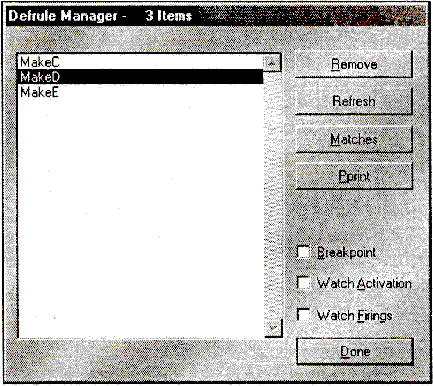 Defrule Manager - 3 Items
MakeC
MakeD
MakeE
Remove
Refresh
Matches
Pprint
Breakpoint
Watch Activation
Watch Firings
Done